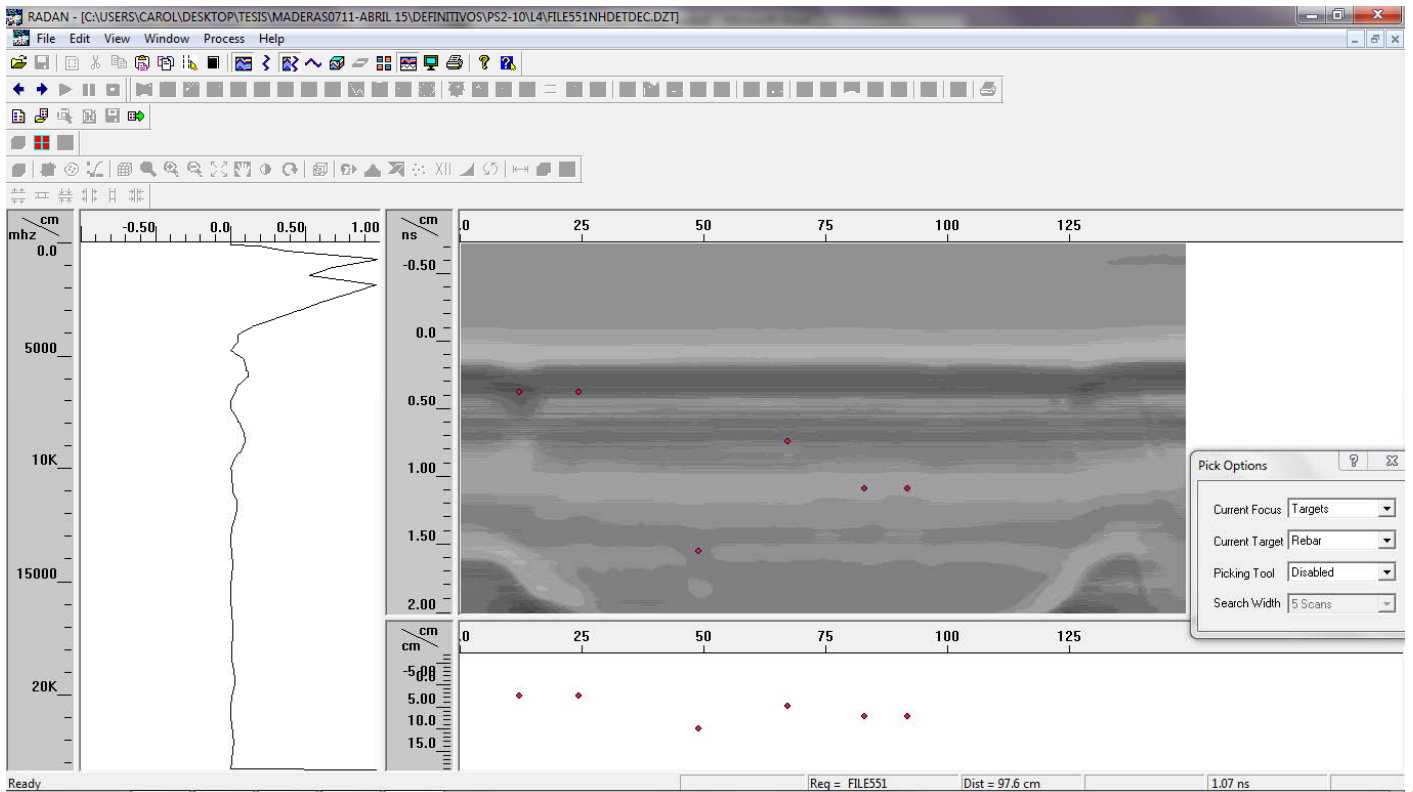 RADAN - [C:\USERS\CAROL\DESKTOP\TESIS\MADERAS0711-ABRIL 15\DEFINITIVOS\PS2-10\L4\FILE551NHDETDEC.DZT]
File Edit View Window Process Help
XII
cm
mhz
-0.50 0.0 0.50 1.00
0.0
5000
10K
15000
20K
cm
ns
.0 25 50 75 100 125
-0.50
0.0
0.50
1.00
1.50
2.00
cm
cm
.0 25 50 75 100 125
5.00
10.0
15.0
Pick Options
Current Focus Targets
Current Target Rebar
Picking Tool Disabled
Search Width 5 Scans
Ready Reg = FILE551 Dist = 97.6 cm 1.07 ns